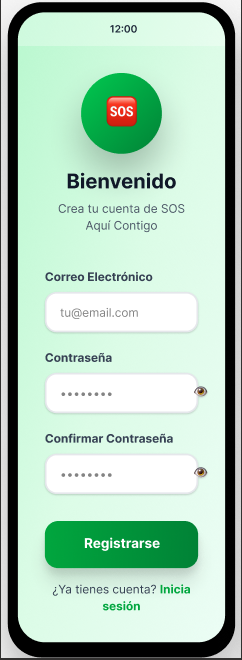 12:00
SOS
Bienvenido
Crea tu cuenta de SOS
Aquí Contigo
Correo Electrónico
tu@email.com
Contraseña
••••••••
Confirmar Contraseña
••••••••
Registrarse
¿Ya tienes cuenta? Inicia
sesión